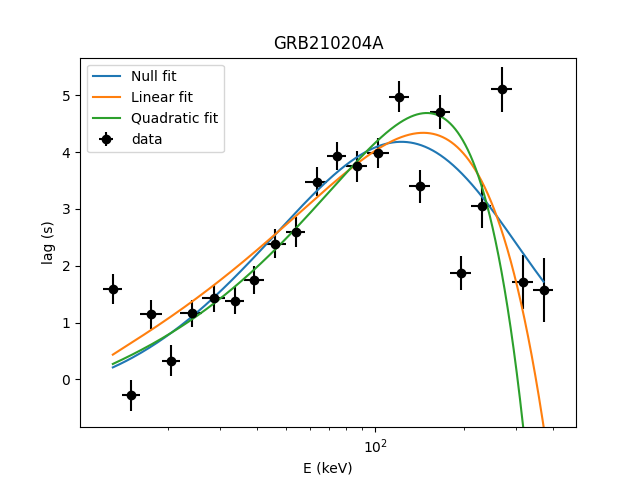 GRB210204A
Null fit
Linear fit
Quadratic fit
data
lag (s)
5
4
3
2
1
0
10²
E (keV)